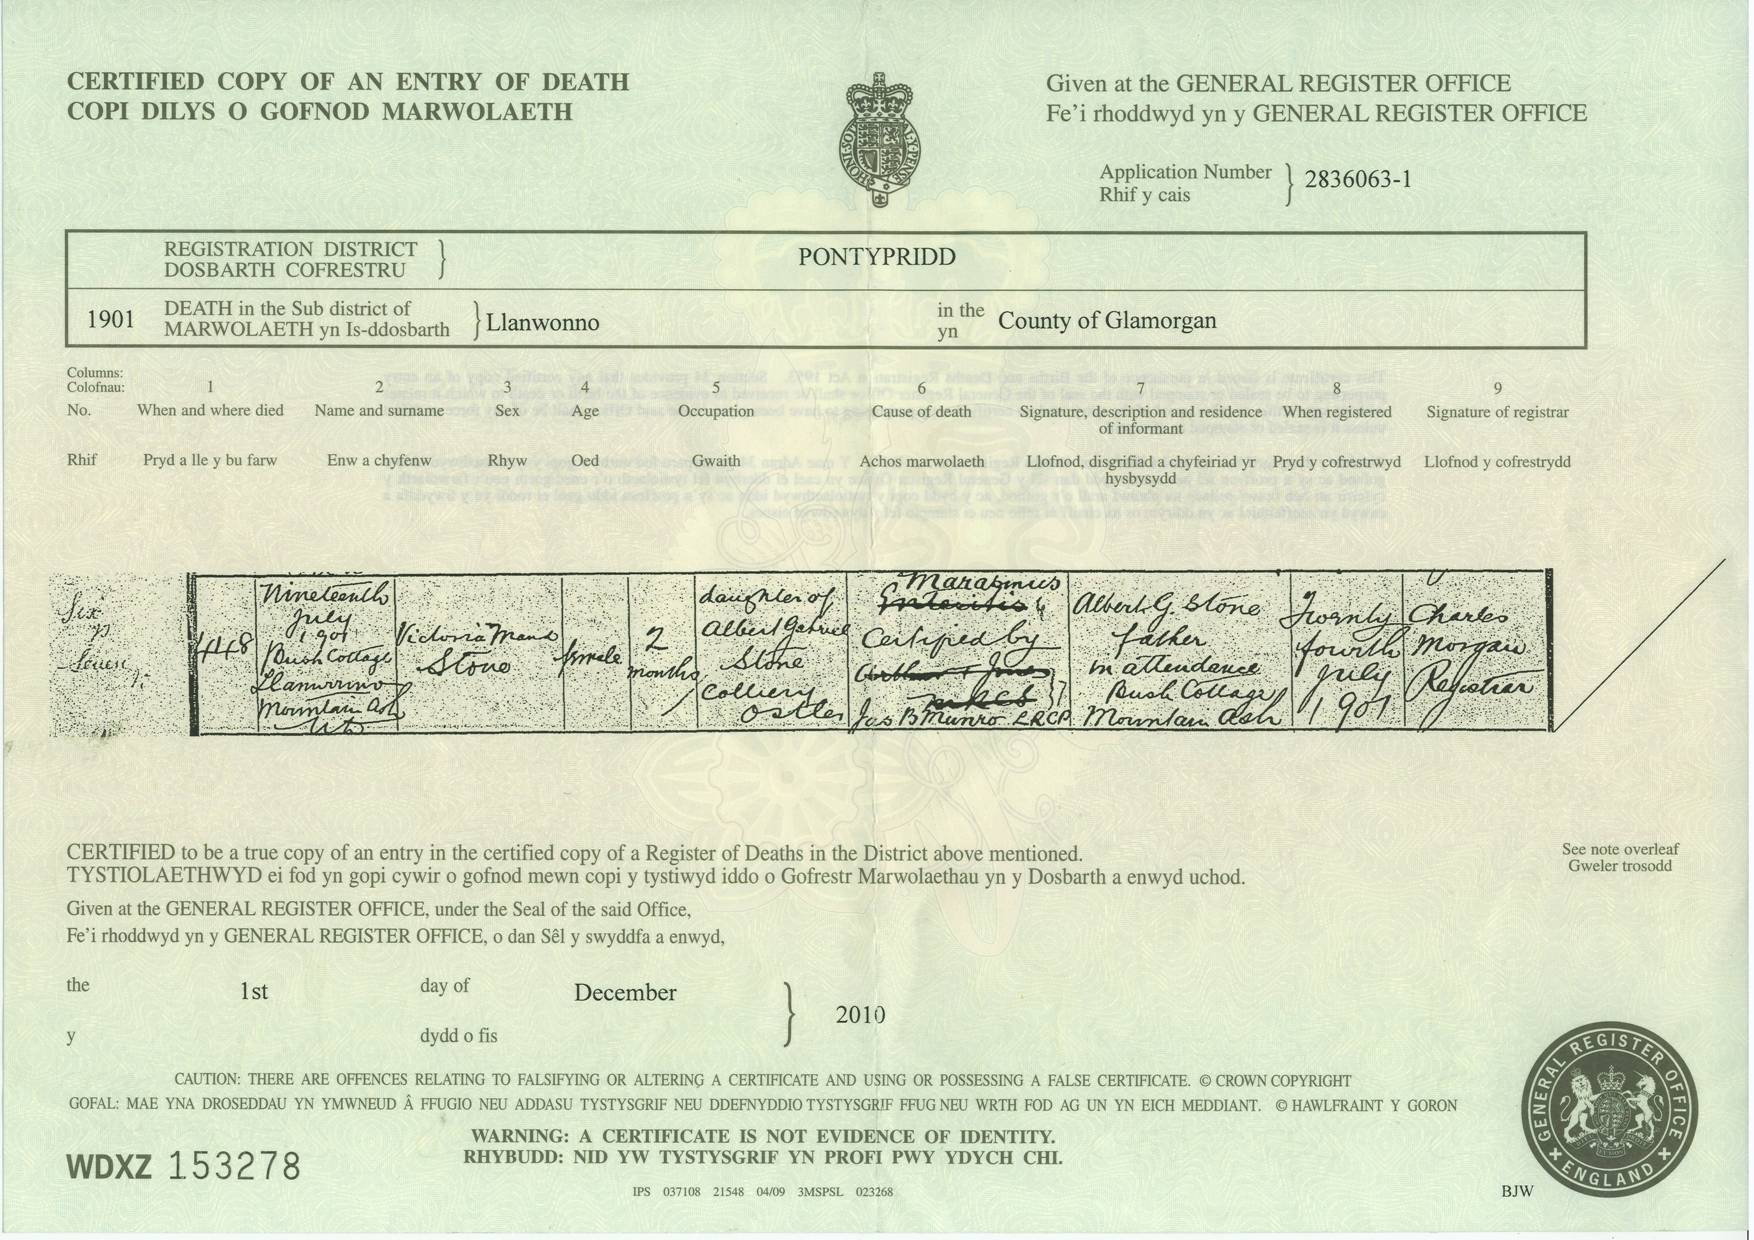 CERTIFIED COPY OF AN ENTRY OF DEATH
COPI DILYS O GOFNOD MARWOLAETH
HONI SOIT QUI MAL Y PENSE
Given at the GENERAL REGISTER OFFICE
Fe'i rhoddwyd yn y GENERAL REGISTER OFFICE
Application Number
Rhif y cais
2836063-1
REGISTRATION DISTRICT
DOSBARTH COFRESTRU
PONTYPRIDD
1901
DEATH in the Sub district of
MARWOLAETH yn Is-ddosbarth
Llanwonno
in the
yn
County of Glamorgan
Columns:
Colofnau: 1 2 3 4 5 6 7 8 9
No. When and where died Name and surname Sex Age Occupation Cause of death Signature, description and residence of informant When registered Signature of registrar
Rhif Pryd a lle y bu farw Enw a chyfenw Rhyw Oed Gwaith Achos marwolaeth Llofnod, disgrifiad a chyfeiriad yr hysbysydd Pryd y cofrestrwyd Llofnod y cofrestrydd
Six
448
Nineteenth
July
1901
Bush Cottage
Llanwonno
Mountain Ash
Victoria Maud
Stone
female
2
months
daughter of
Albert Gabriel
Stone
Colliery
Ostler
Marasmus
Enteritis
Certified by
Arthur T Jones
MRCS
Jas B Munro LRCP
Albert G. Stone
father
in attendance
Bush Cottage
Mountain Ash
Twenty
fourth
July
1901
Charles
Morgan
Registrar
CERTIFIED to be a true copy of an entry in the certified copy of a Register of Deaths in the District above mentioned.
TYSTIOLAETHWYD ei fod yn gopi cywir o gofnod mewn copi y tystiwyd iddo o Gofrestr Marwolaethau yn y Dosbarth a enwyd uchod.
See note overleaf
Gweler trosodd
Given at the GENERAL REGISTER OFFICE, under the Seal of the said Office,
Fe'i rhoddwyd yn y GENERAL REGISTER OFFICE, o dan Sêl y swyddfa a enwyd,
the 1st day of December
y dydd o fis
2010
CAUTION: THERE ARE OFFENCES RELATING TO FALSIFYING OR ALTERING A CERTIFICATE AND USING OR POSSESSING A FALSE CERTIFICATE. © CROWN COPYRIGHT
GOFAL: MAE YNA DROSEDDAU YN YMWNEUD Â FFUGIO NEU ADDASU TYSTYSGRIF NEU DDEFNYDDIO TYSTYSGRIF FFUG NEU WRTH FOD AG UN YN EICH MEDDIANT. © HAWLFRAINT Y GORON
WARNING: A CERTIFICATE IS NOT EVIDENCE OF IDENTITY.
RHYBUDD: NID YW TYSTYSGRIF YN PROFI PWY YDYCH CHI.
WDXZ 153278
IPS 037108 21548 04/09 3MSPSL 023268
BJW
GENERAL REGISTER OFFICE
ENGLAND